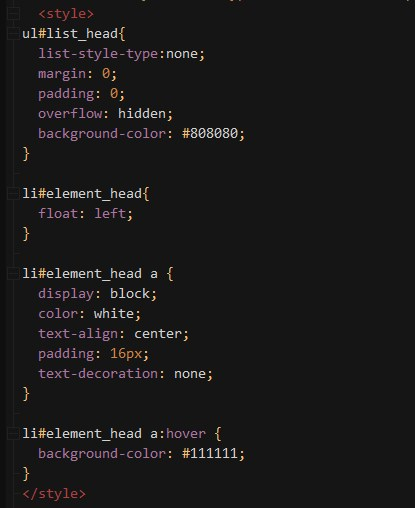 <style>
ul#list_head{
list-style-type:none;
margin: 0;
padding: 0;
overflow: hidden;
background-color: #808080;
}
li#element_head{
float: left;
}
li#element_head a {
display: block;
color: white;
text-align: center;
padding: 16px;
text-decoration: none;
}
li#element_head a:hover {
background-color: #111111;
}
</style>